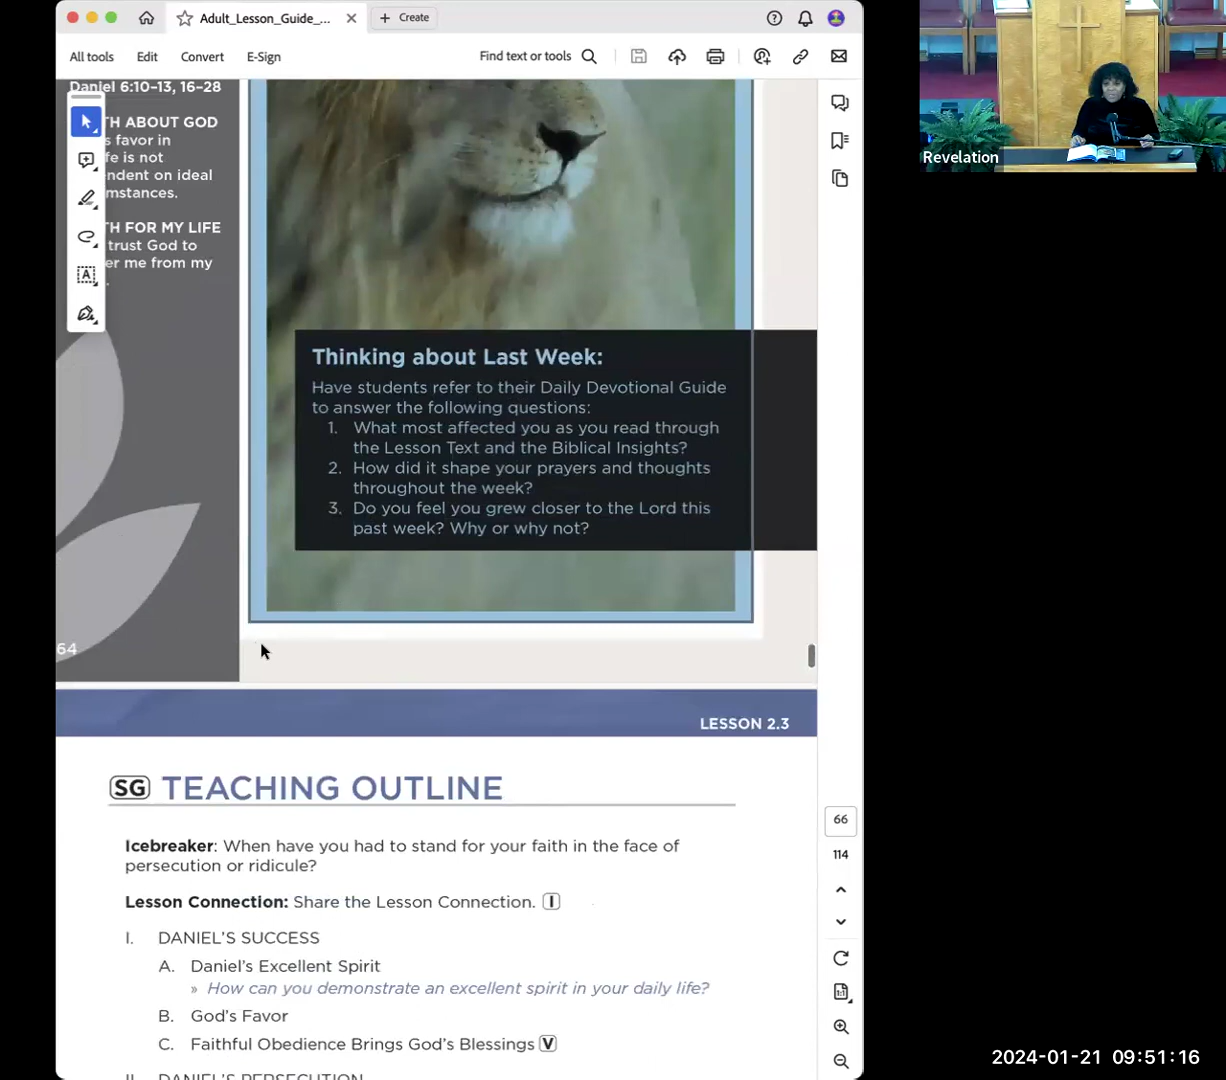 Adult_Lesson_Guide_...
Create
All tools
Edit
Convert
E-Sign
Find text or tools
Daniel 6:10–13, 16–28
TH ABOUT GOD
s favor in
fe is not
endent on ideal
mstances.
TH FOR MY LIFE
trust God to
er me from my
.
64
Thinking about Last Week:
Have students refer to their Daily Devotional Guide
to answer the following questions:
1. What most affected you as you read through
the Lesson Text and the Biblical Insights?
2. How did it shape your prayers and thoughts
throughout the week?
3. Do you feel you grew closer to the Lord this
past week? Why or why not?
LESSON 2.3
SG TEACHING OUTLINE
Icebreaker: When have you had to stand for your faith in the face of
persecution or ridicule?
Lesson Connection: Share the Lesson Connection. I
I. DANIEL'S SUCCESS
A. Daniel's Excellent Spirit
» How can you demonstrate an excellent spirit in your daily life?
B. God's Favor
C. Faithful Obedience Brings God's Blessings V
II. DANIEL'S PERSECUTION
66
114
1:1
Revelation
2024-01-21 09:51:16